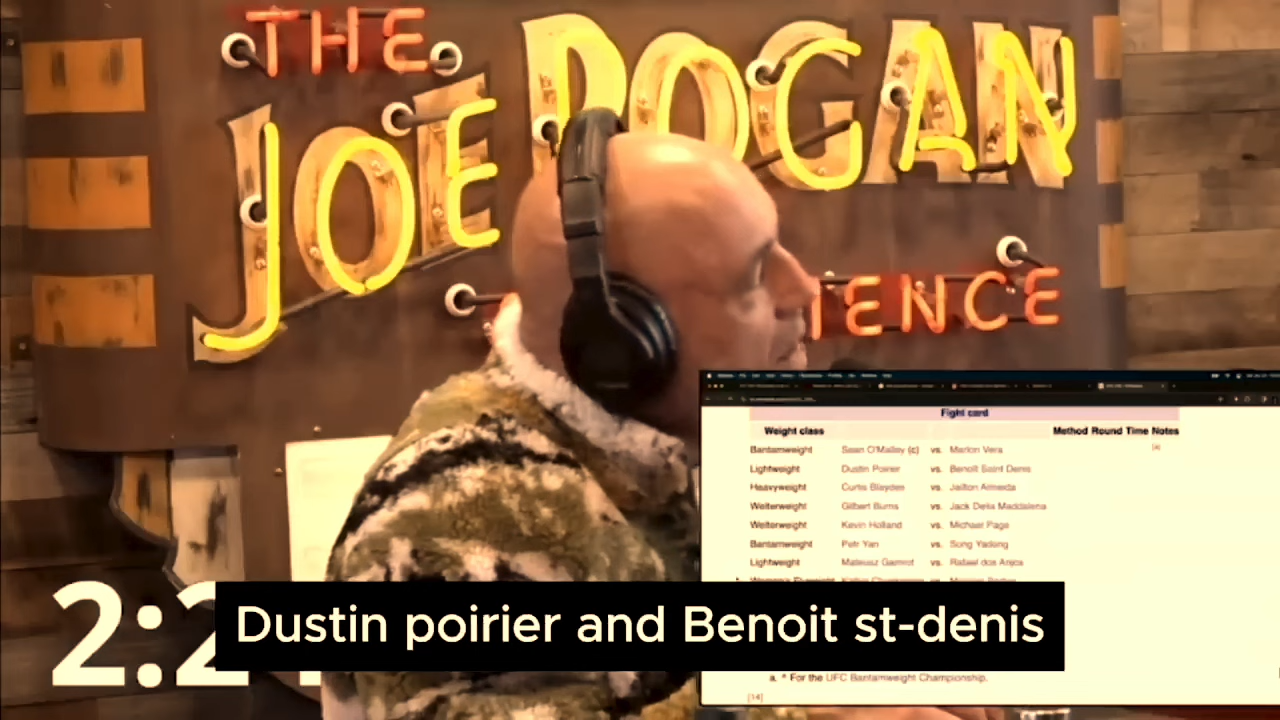 THE
JOE ROGAN
IENCE
Fight card
Weight class
Method Round Time Notes
Bantamweight Sean O'Malley (c) vs. Marlon Vera [a]
Lightweight Dustin Poirier vs. Benoît Saint Denis
Heavyweight Curtis Blaydes vs. Jailton Almeida
Welterweight Gilbert Burns vs. Jack Della Maddalena
Welterweight Kevin Holland vs. Michael Page
Bantamweight Petr Yan vs. Song Yadong
Lightweight Mateusz Gamrot vs. Rafael dos Anjos
2:2
Dustin poirier and Benoit st-denis
a. ^ For the UFC Bantamweight Championship.
[14]